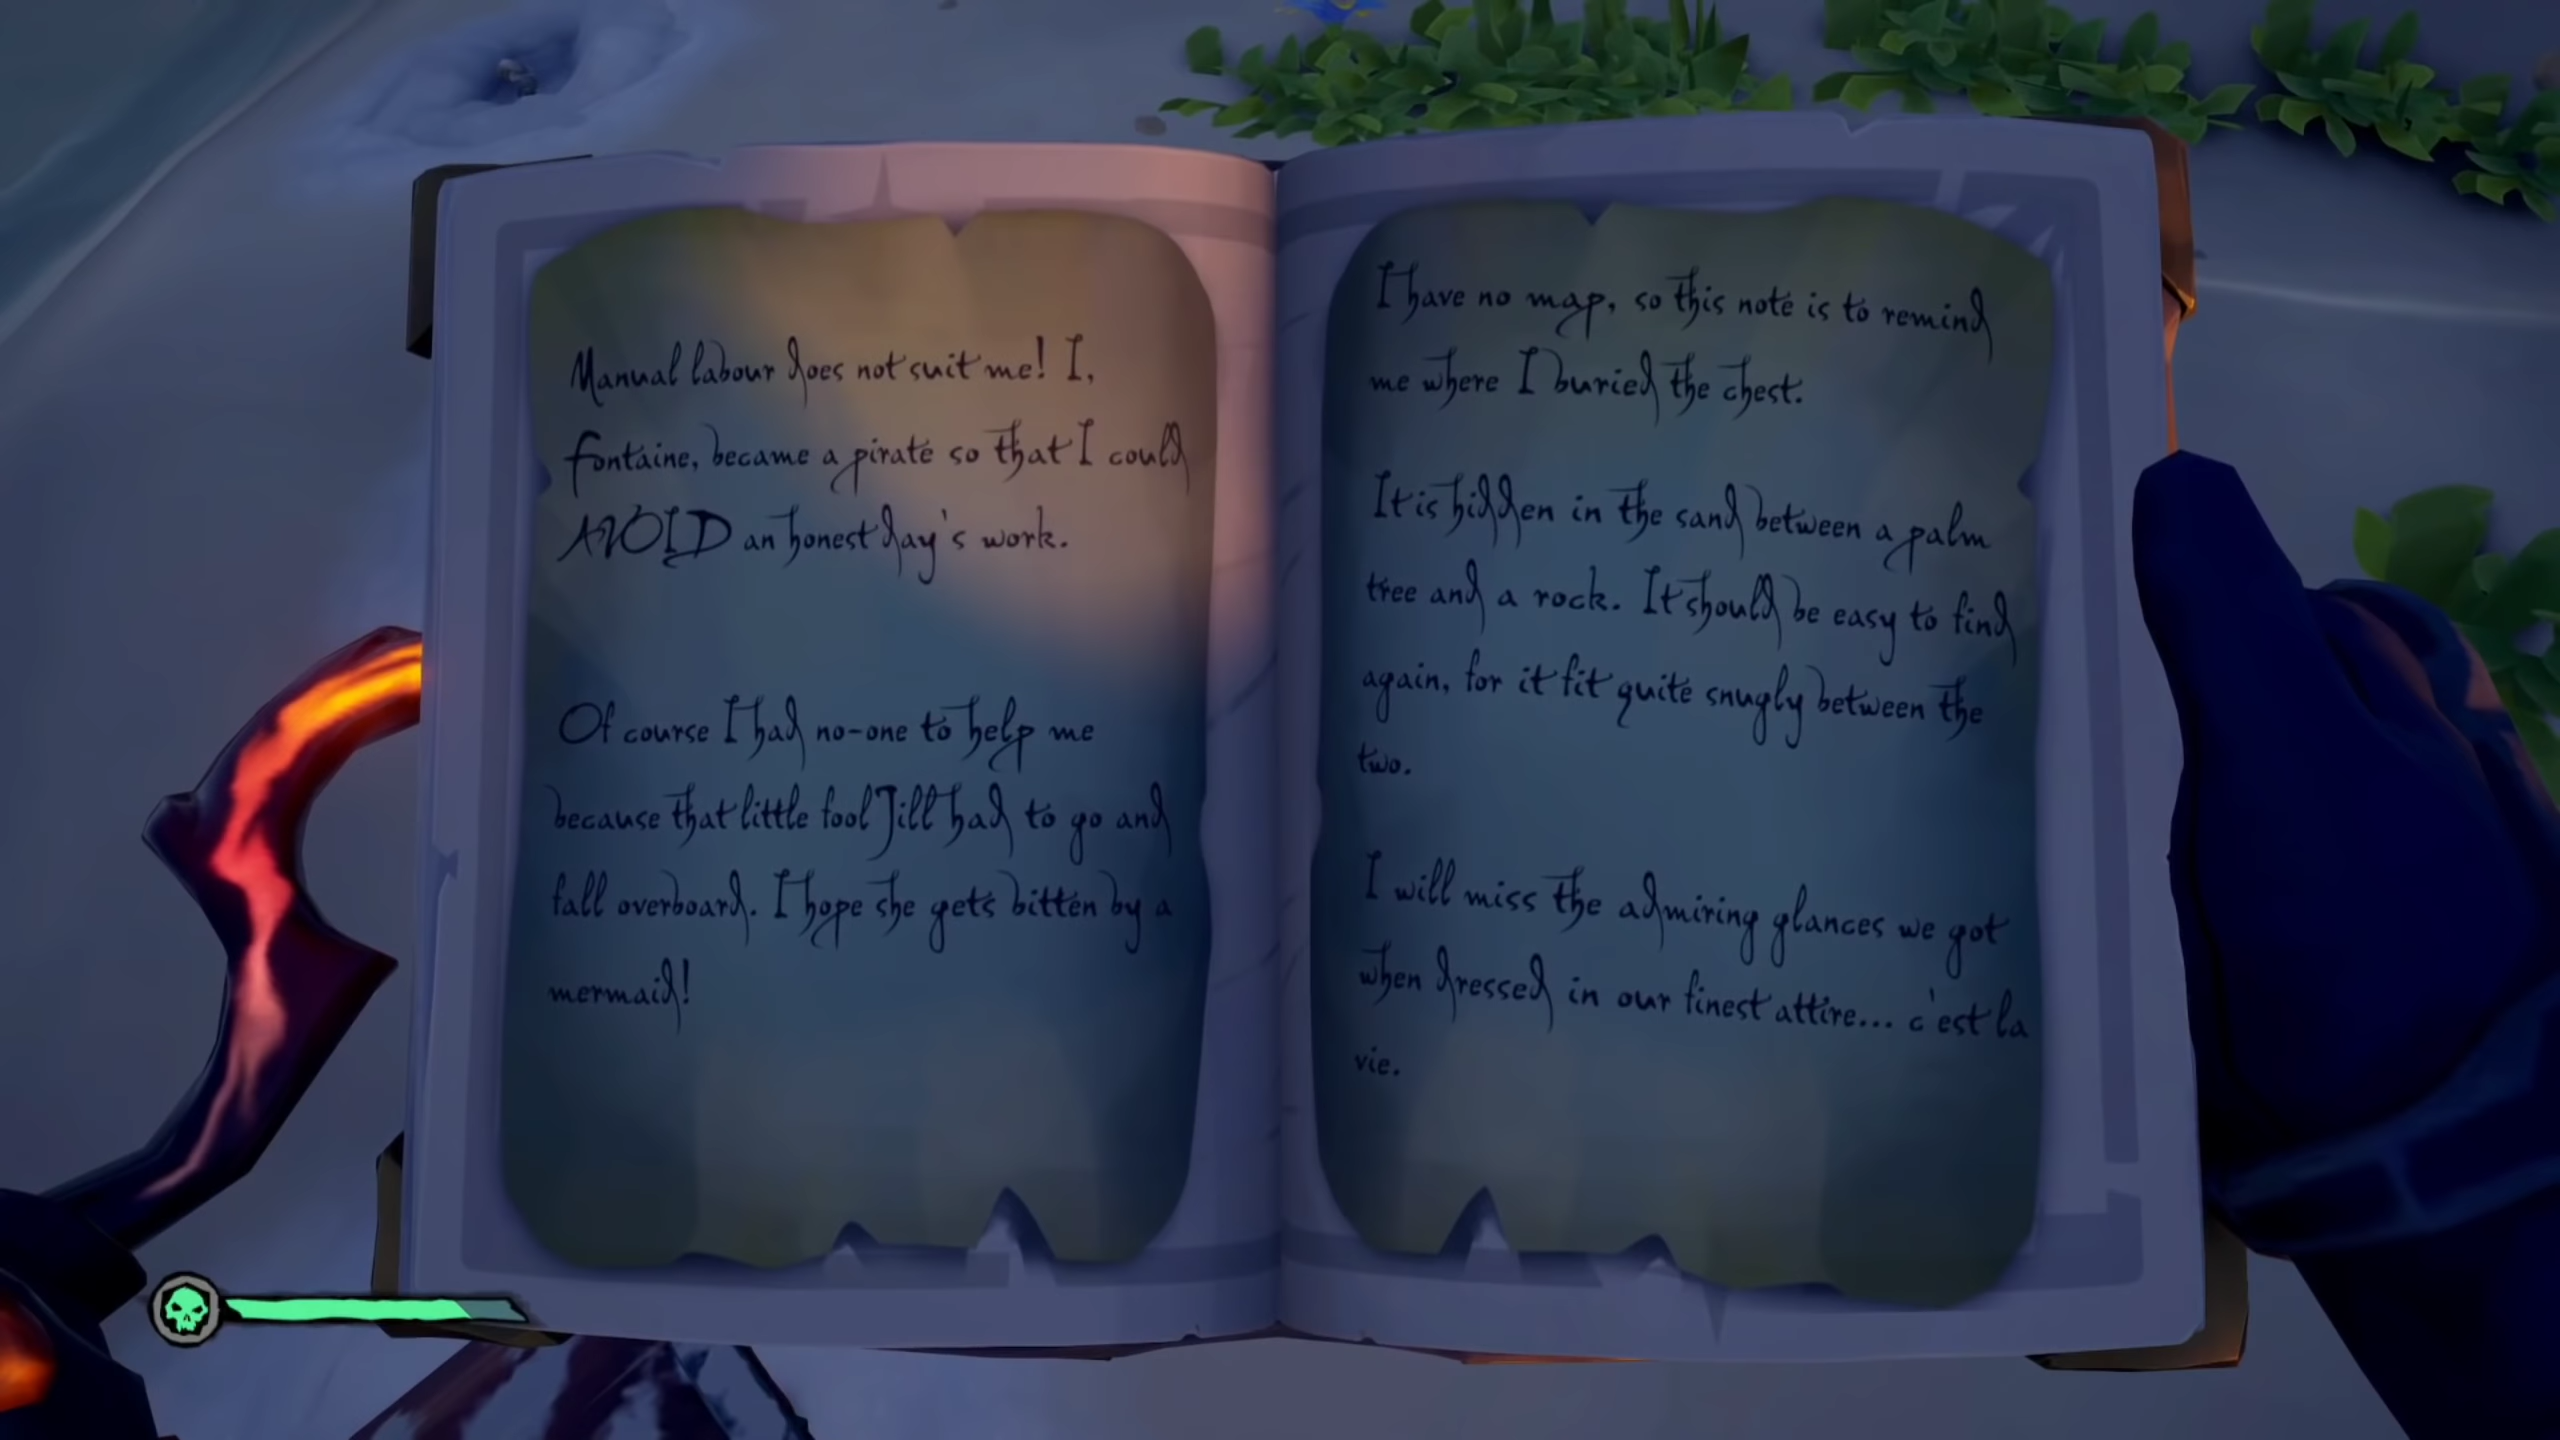 Manual labour does not suit me! I,
Fontaine, became a pirate so that I could
AVOID an honest day's work.
Of course I had no-one to help me
because that little fool Jill had to go and
fall overboard. I hope she gets bitten by a
mermaid!
I have no map, so this note is to remind
me where I buried the chest.
It is hidden in the sand between a palm
tree and a rock. It should be easy to find
again, for it fit quite snugly between the
two.
I will miss the admiring glances we got
when dressed in our finest attire... c'est la
vie.